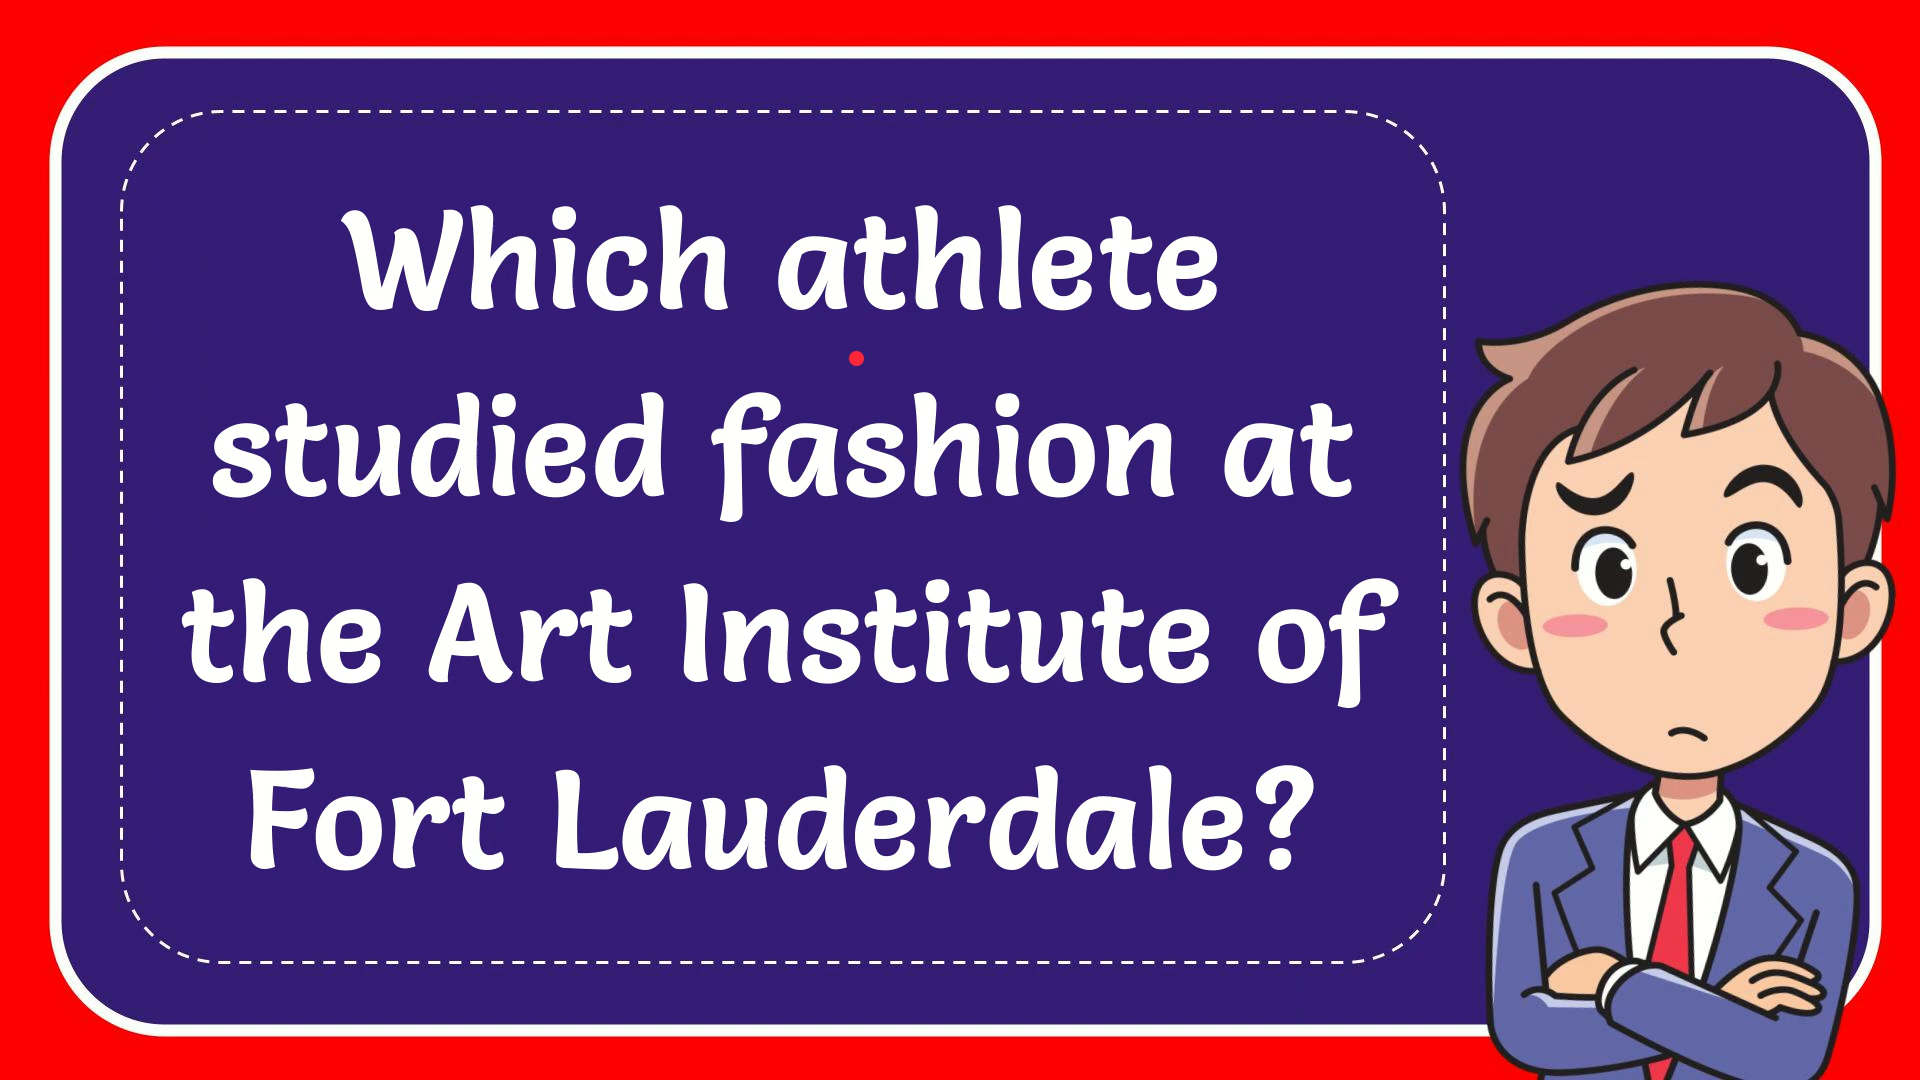 Which athlete
studied fashion at
the Art Institute of
Fort Lauderdale?